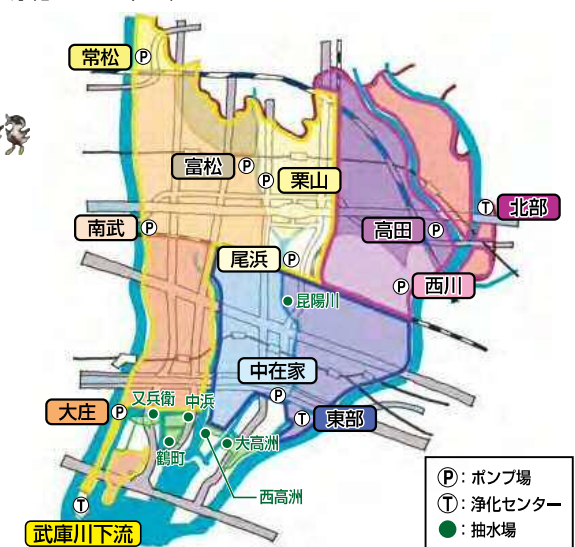 常松
Ⓟ
富松
Ⓟ
Ⓟ
栗山
Ⓣ
北部
南武
Ⓟ
高田
Ⓟ
尾浜
Ⓟ
Ⓟ
西川
昆陽川
中在家
Ⓟ
大庄
Ⓟ
又兵衛
中浜
Ⓣ
東部
鶴町
大高洲
西高洲
Ⓣ
武庫川下流
Ⓟ：ポンプ場
Ⓣ：浄化センター
●：抽水場